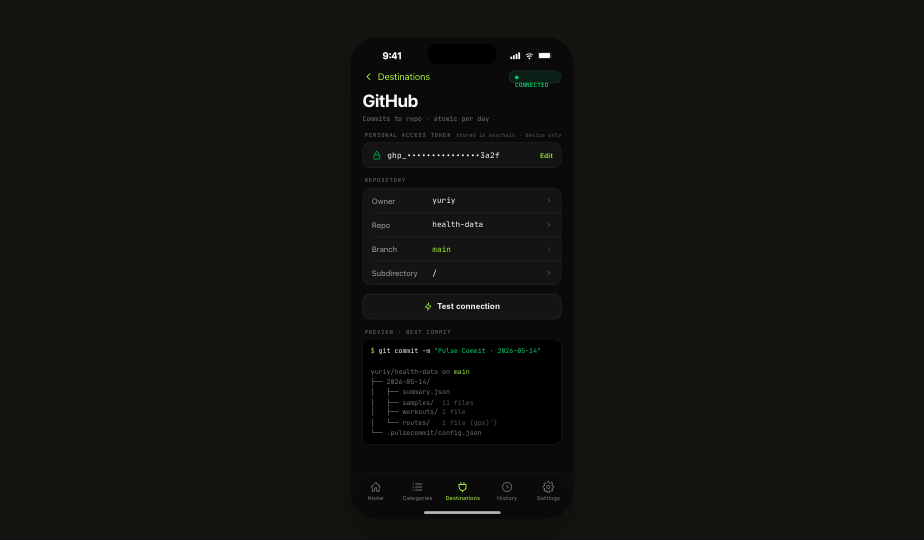 9:41
Destinations
CONNECTED
GitHub
Commits to repo · atomic per day
PERSONAL ACCESS TOKEN stored in keychain · device only
ghp_•••••••••••••••3a2f Edit
REPOSITORY
Owner yuriy
Repo health-data
Branch main
Subdirectory /
Test connection
PREVIEW · NEXT COMMIT
$ git commit -m "Pulse Commit · 2026-05-14"
yuriy/health-data on main
├── 2026-05-14/
│   ├── summary.json
│   ├── samples/ 11 files
│   ├── workouts/ 1 file
│   └── routes/ 1 file (gpx)'}
└── .pulsecommit/config.json
Home Categories Destinations History Settings